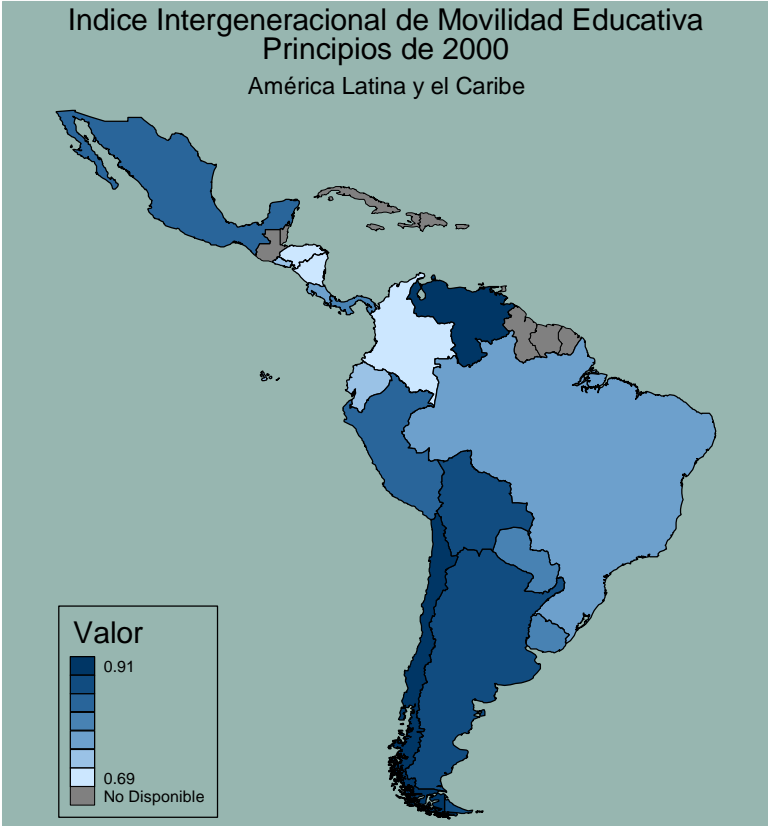 Indice Intergeneracional de Movilidad Educativa
Principios de 2000
América Latina y el Caribe
Valor
0.91
0.69
No Disponible